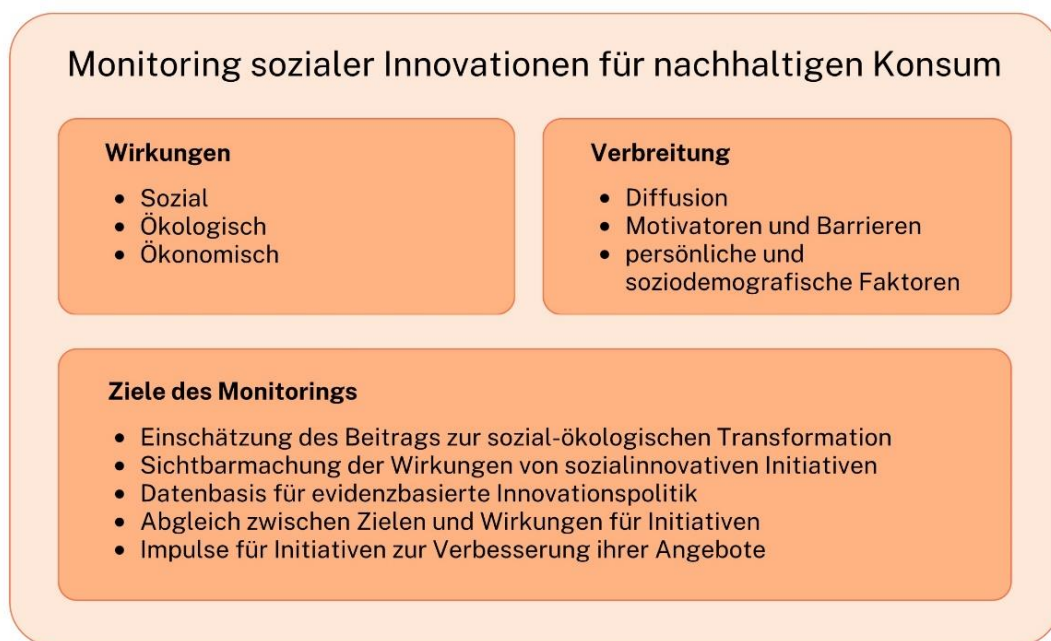 Monitoring sozialer Innovationen für nachhaltigen Konsum
Wirkungen
• Sozial
• Ökologisch
• Ökonomisch
Verbreitung
• Diffusion
• Motivatoren und Barrieren
• persönliche und
soziodemografische Faktoren
Ziele des Monitorings
• Einschätzung des Beitrags zur sozial-ökologischen Transformation
• Sichtbarmachung der Wirkungen von sozialinnovativen Initiativen
• Datenbasis für evidenzbasierte Innovationspolitik
• Abgleich zwischen Zielen und Wirkungen für Initiativen
• Impulse für Initiativen zur Verbesserung ihrer Angebote